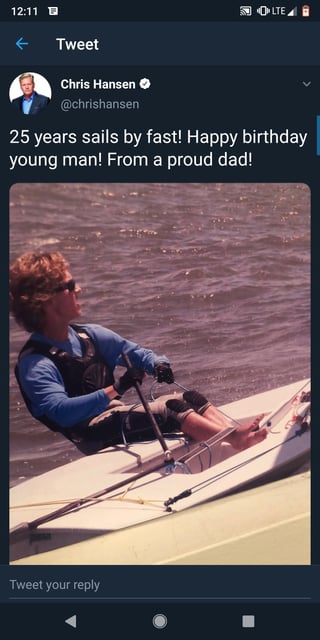 12:11 LTE
Tweet
Chris Hansen
@chrishansen
25 years sails by fast! Happy birthday
young man! From a proud dad!
Tweet your reply